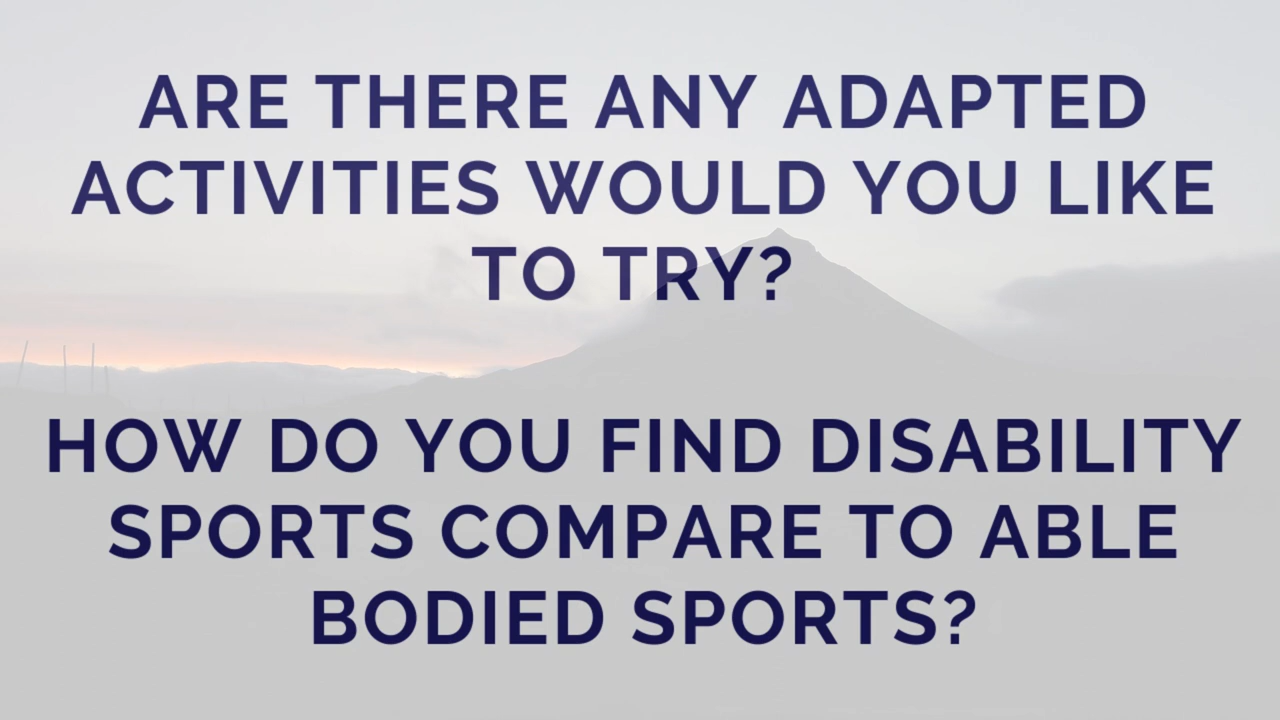 ARE THERE ANY ADAPTED
ACTIVITIES WOULD YOU LIKE
TO TRY?
HOW DO YOU FIND DISABILITY
SPORTS COMPARE TO ABLE
BODIED SPORTS?